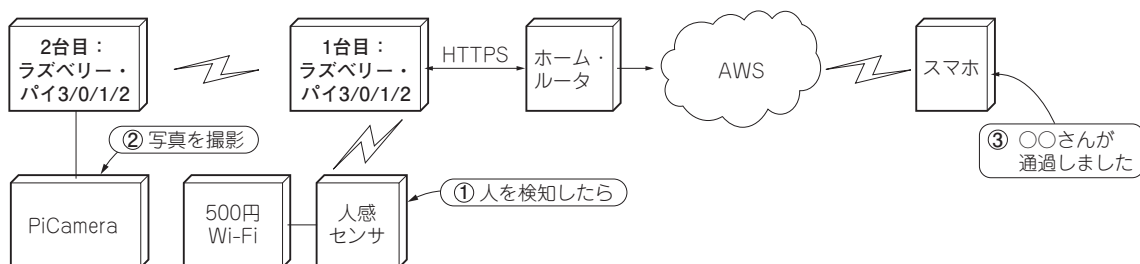 2台目：
ラズベリー・
パイ3/0/1/2
1台目：
ラズベリー・
パイ3/0/1/2
HTTPS
ホーム・
ルータ
AWS
スマホ
② 写真を撮影
① 人を検知したら
③ ○○さんが
通過しました
PiCamera
500円
Wi-Fi
人感
センサ